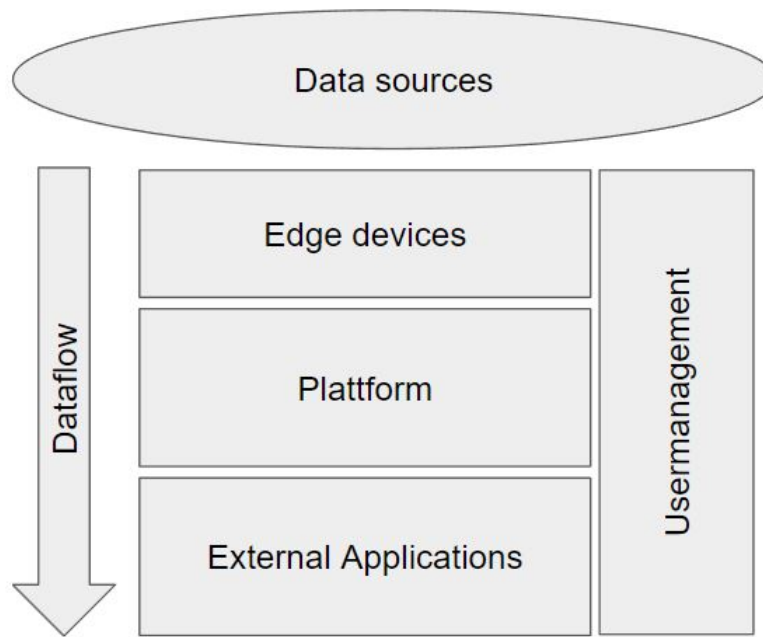 Data sources
Edge devices
Dataflow
Plattform
Usermanagement
External Applications